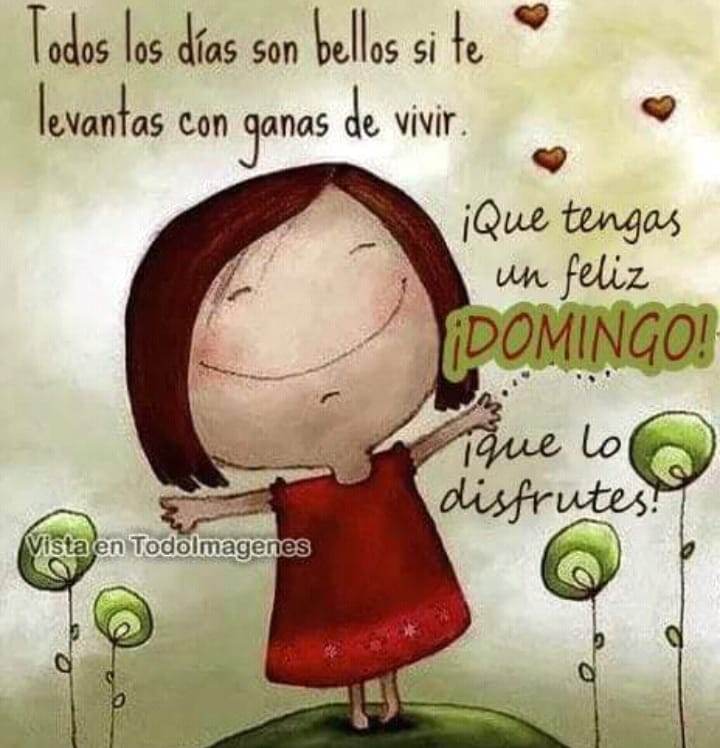 Todos los días son bellos si te
levantas con ganas de vivir.
¡Que tengas
un feliz
¡DOMINGO!
¡que lo
disfrutes!
Vista en TodoImagenes